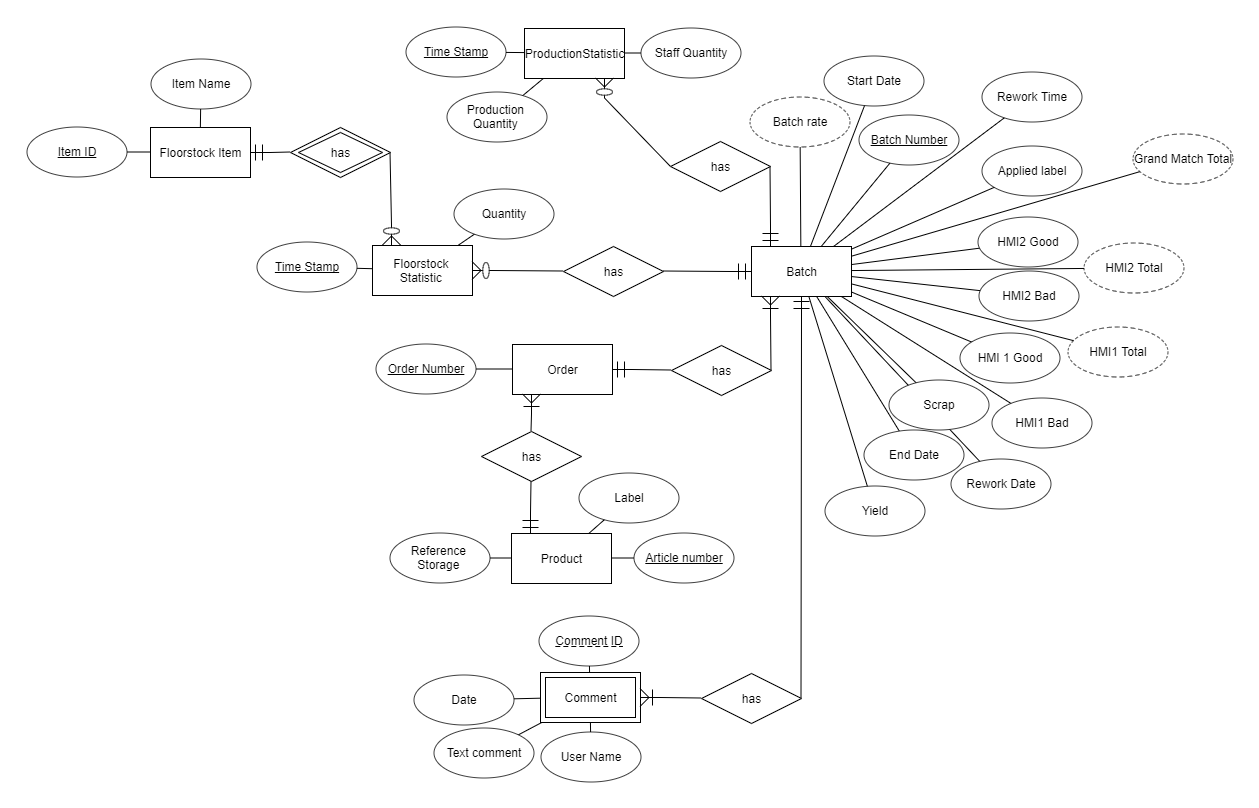 Time Stamp
ProductionStatistic
Staff Quantity
Production
Quantity
Item Name
Item ID
Floorstock Item
has
Start Date
Rework Time
Batch rate
Batch Number
Grand Match Total
has
Applied label
Quantity
HMI2 Good
Time Stamp
Floorstock
Statistic
has
Batch
HMI2 Total
HMI2 Bad
Order Number
Order
has
HMI 1 Good
HMI1 Total
Scrap
HMI1 Bad
has
End Date
Rework Date
Label
Yield
Reference
Storage
Product
Article number
Comment ID
Date
Comment
has
Text comment
User Name